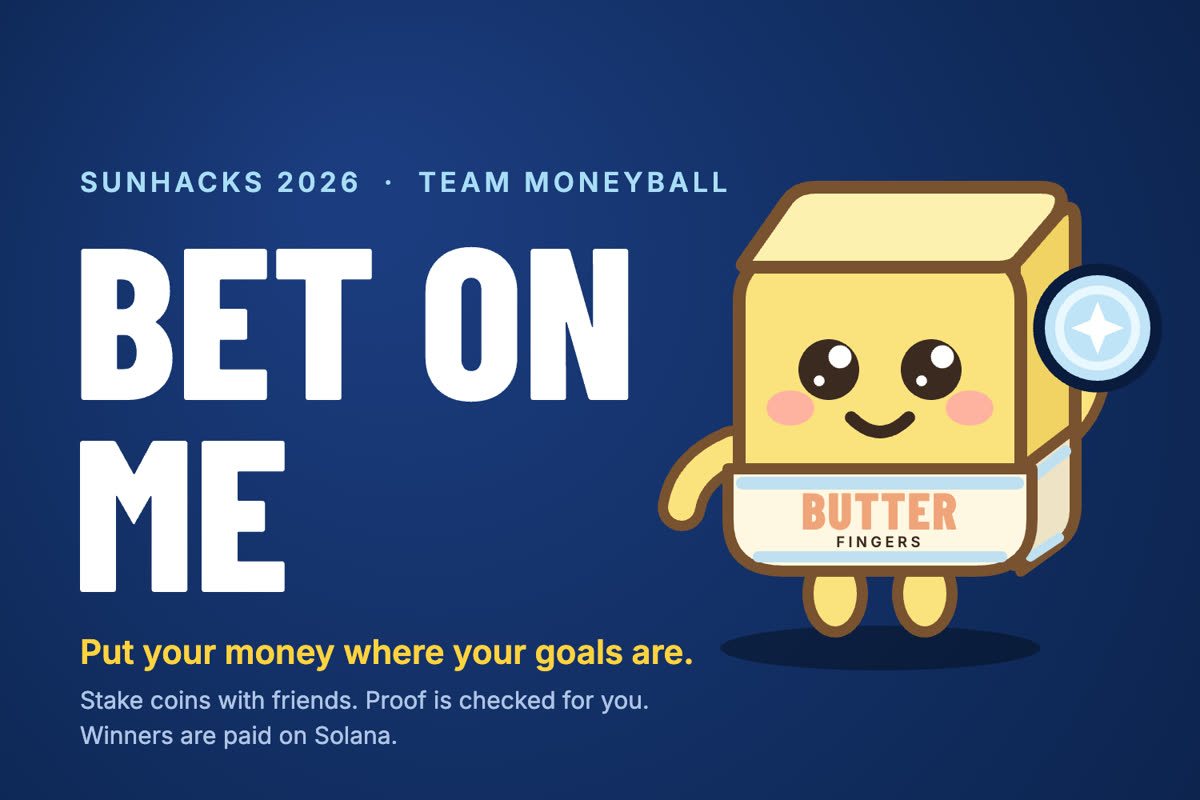 SUNHACKS 2026 · TEAM MONEYBALL
BET ON
ME
Put your money where your goals are.
Stake coins with friends. Proof is checked for you.
Winners are paid on Solana.
BUTTER
FINGERS